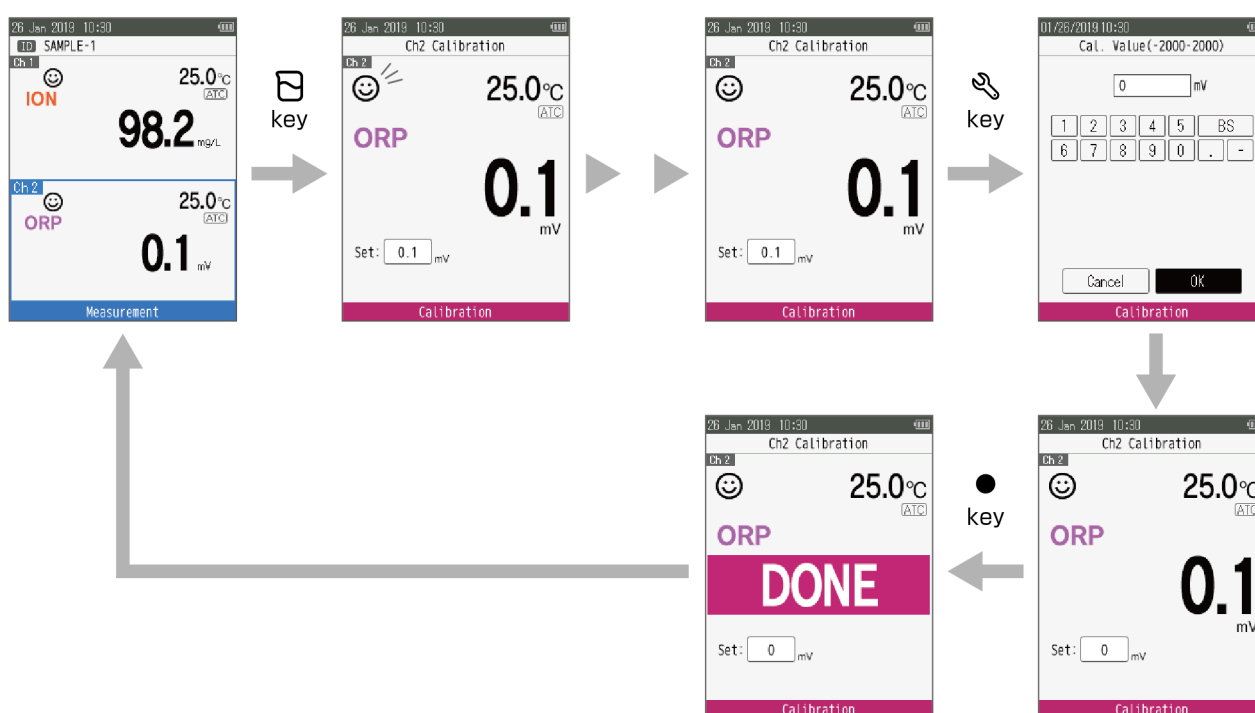 26 Jan 2019 10:30
ID SAMPLE-1
Ch 1
25.0°C
ION
ATC
98.2 mg/L
Ch 2
25.0°C
ORP
ATC
0.1 mV
Measurement
key
26 Jan 2019 10:30
Ch2 Calibration
Ch 2
25.0°C
ATC
ORP
0.1
mV
Set: 0.1 mV
Calibration
26 Jan 2019 10:30
Ch2 Calibration
Ch 2
25.0°C
ATC
ORP
0.1
mV
Set: 0.1 mV
Calibration
key
01/26/2019 10:30
Cal. Value(-2000-2000)
0 mV
1 2 3 4 5 BS
6 7 8 9 0 . -
Cancel OK
Calibration
26 Jan 2019 10:30
Ch2 Calibration
Ch 2
25.0°C
ATC
ORP
0.1
mV
Set: 0 mV
Calibration
key
26 Jan 2019 10:30
Ch2 Calibration
Ch 2
25.0°C
ATC
ORP
DONE
Set: 0 mV
Calibration